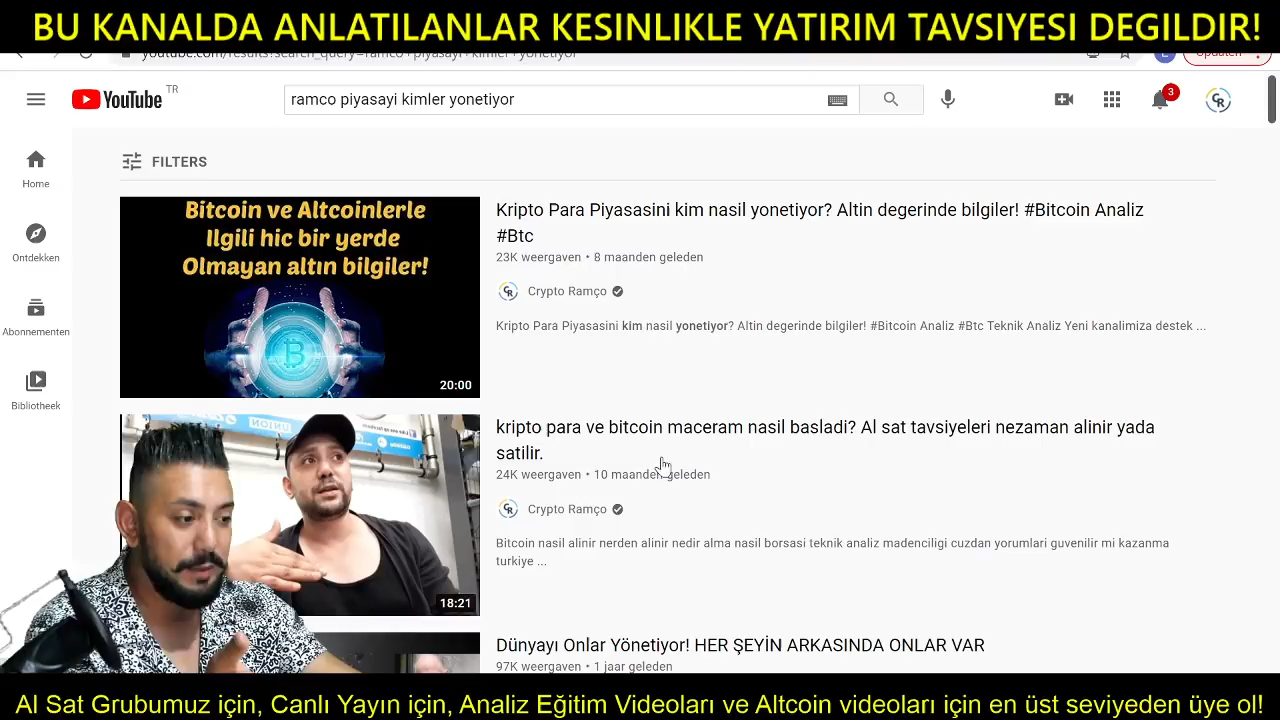 BU KANALDA ANLATILANLAR KESINLIKLE YATIRIM TAVSIYESI DEGILDIR!
YouTube TR
ramco piyasayi kimler yonetiyor
3
CR
FILTERS
Home
Ontdekken
Abonnementen
Bibliotheek
Bitcoin ve Altcoinlerle
Ilgili hic bir yerde
Olmayan altın bilgiler!
20:00
Kripto Para Piyasasini kim nasil yonetiyor? Altin degerinde bilgiler! #Bitcoin Analiz
#Btc
23K weergaven • 8 maanden geleden
CR Crypto Ramço
Kripto Para Piyasasini kim nasil yonetiyor? Altin degerinde bilgiler! #Bitcoin Analiz #Btc Teknik Analiz Yeni kanalimiza destek ...
UNION
18:21
kripto para ve bitcoin maceram nasil basladi? Al sat tavsiyeleri nezaman alinir yada
satilir.
24K weergaven • 10 maanden geleden
CR Crypto Ramço
Bitcoin nasil alinir nerden alinir nedir alma nasil borsasi teknik analiz madenciligi cuzdan yorumlari guvenilir mi kazanma
turkiye ...
Dünyayı Onlar Yönetiyor! HER ŞEYİN ARKASINDA ONLAR VAR
97K weergaven • 1 jaar geleden
Al Sat Grubumuz için, Canlı Yayın için, Analiz Eğitim Videoları ve Altcoin videoları için en üst seviyeden üye ol!